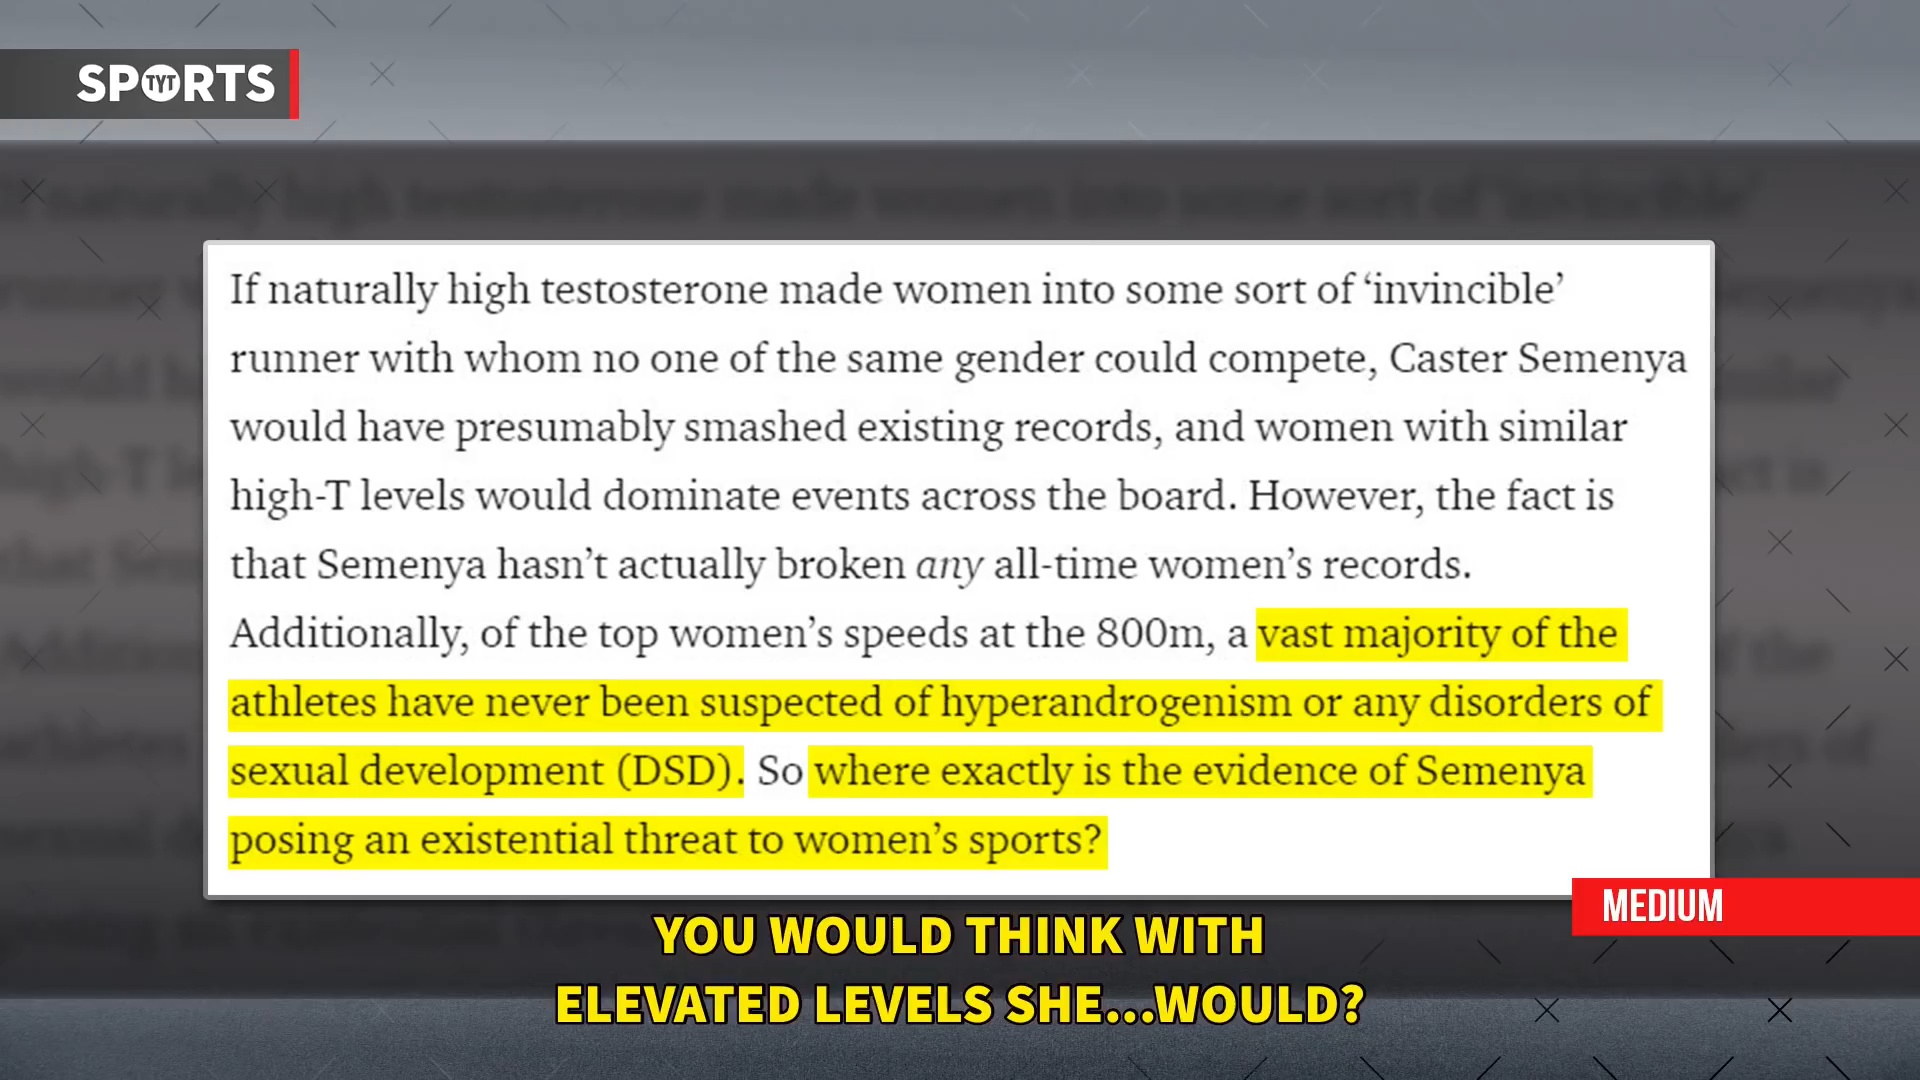 SPORTS
TYT
If naturally high testosterone made women into some sort of ‘invincible’
runner with whom no one of the same gender could compete, Caster Semenya
would have presumably smashed existing records, and women with similar
high-T levels would dominate events across the board. However, the fact is
that Semenya hasn’t actually broken any all-time women’s records.
Additionally, of the top women’s speeds at the 800m, a vast majority of the
athletes have never been suspected of hyperandrogenism or any disorders of
sexual development (DSD). So where exactly is the evidence of Semenya
posing an existential threat to women’s sports?
MEDIUM
YOU WOULD THINK WITH
ELEVATED LEVELS SHE...WOULD?